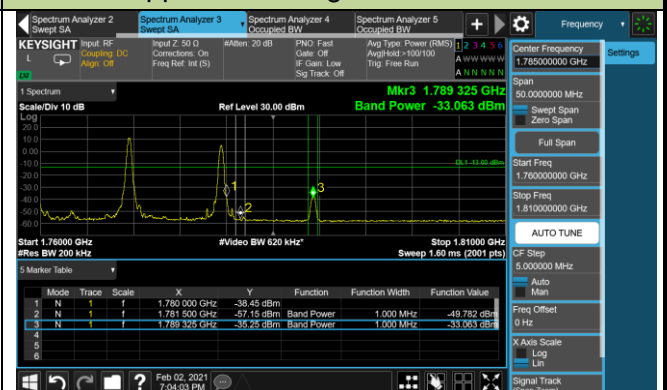 Spectrum Analyzer 2
Swept SA
Spectrum Analyzer 3
Swept SA
Spectrum Analyzer 4
Occupied BW
Spectrum Analyzer 5
Occupied BW
Frequency
KEYSIGHT
L
LXI
Input: RF
Coupling: DC
Align: Off
Input Z: 50 Ω
Corrections: On
Freq Ref: Int (S)
#Atten: 20 dB
PNO: Fast
Gate: Off
IF Gain: Low
Sig Track: Off
Avg Type: Power (RMS)
Avg|Hold:>100/100
Trig: Free Run
1 2 3 4 5 6
A WW WW W
A N N N N N
1 Spectrum
Scale/Div 10 dB
Ref Level 30.00 dBm
Mkr3 1.789 325 GHz
Band Power -33.063 dBm
Log
20.0
10.0
0.00
-10.0
-20.0
-30.0
-40.0
-50.0
-60.0
DL1 -13.00 dBm
1
2
3
Start 1.76000 GHz
#Res BW 200 kHz
#Video BW 620 kHz*
Stop 1.81000 GHz
Sweep 1.60 ms (2001 pts)
5 Marker Table
Mode Trace Scale X Y Function Function Width Function Value
1 N 1 f 1.780 000 GHz -38.45 dBm
2 N 1 f 1.781 500 GHz -57.15 dBm Band Power 1.000 MHz -49.782 dBm
3 N 1 f 1.789 325 GHz -35.25 dBm Band Power 1.000 MHz -33.063 dBm
4
5
6
Feb 02, 2021
7:04:03 PM
Center Frequency
1.785000000 GHz
Settings
Span
50.0000000 MHz
Swept Span
Zero Span
Full Span
Start Freq
1.760000000 GHz
Stop Freq
1.810000000 GHz
AUTO TUNE
CF Step
5.000000 MHz
Auto
Man
Freq Offset
0 Hz
X Axis Scale
Log
Lin
Signal Track